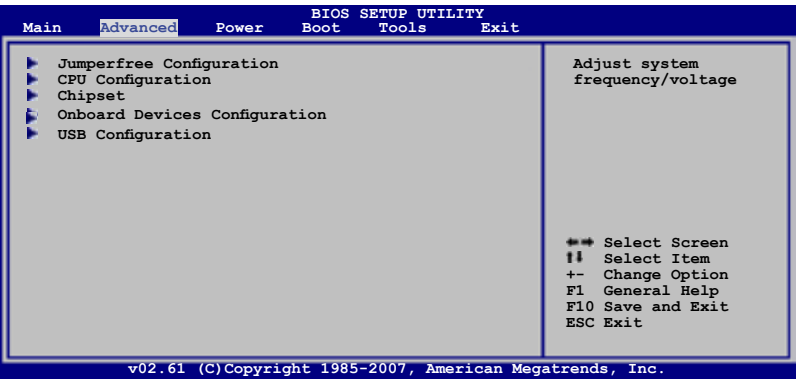 BIOS SETUP UTILITY
Main Advanced Power Boot Tools Exit
Jumperfree Configuration
CPU Configuration
Chipset
Onboard Devices Configuration
USB Configuration
Adjust system
frequency/voltage
Select Screen
Select Item
+- Change Option
F1 General Help
F10 Save and Exit
ESC Exit
v02.61 (C)Copyright 1985-2007, American Megatrends, Inc.